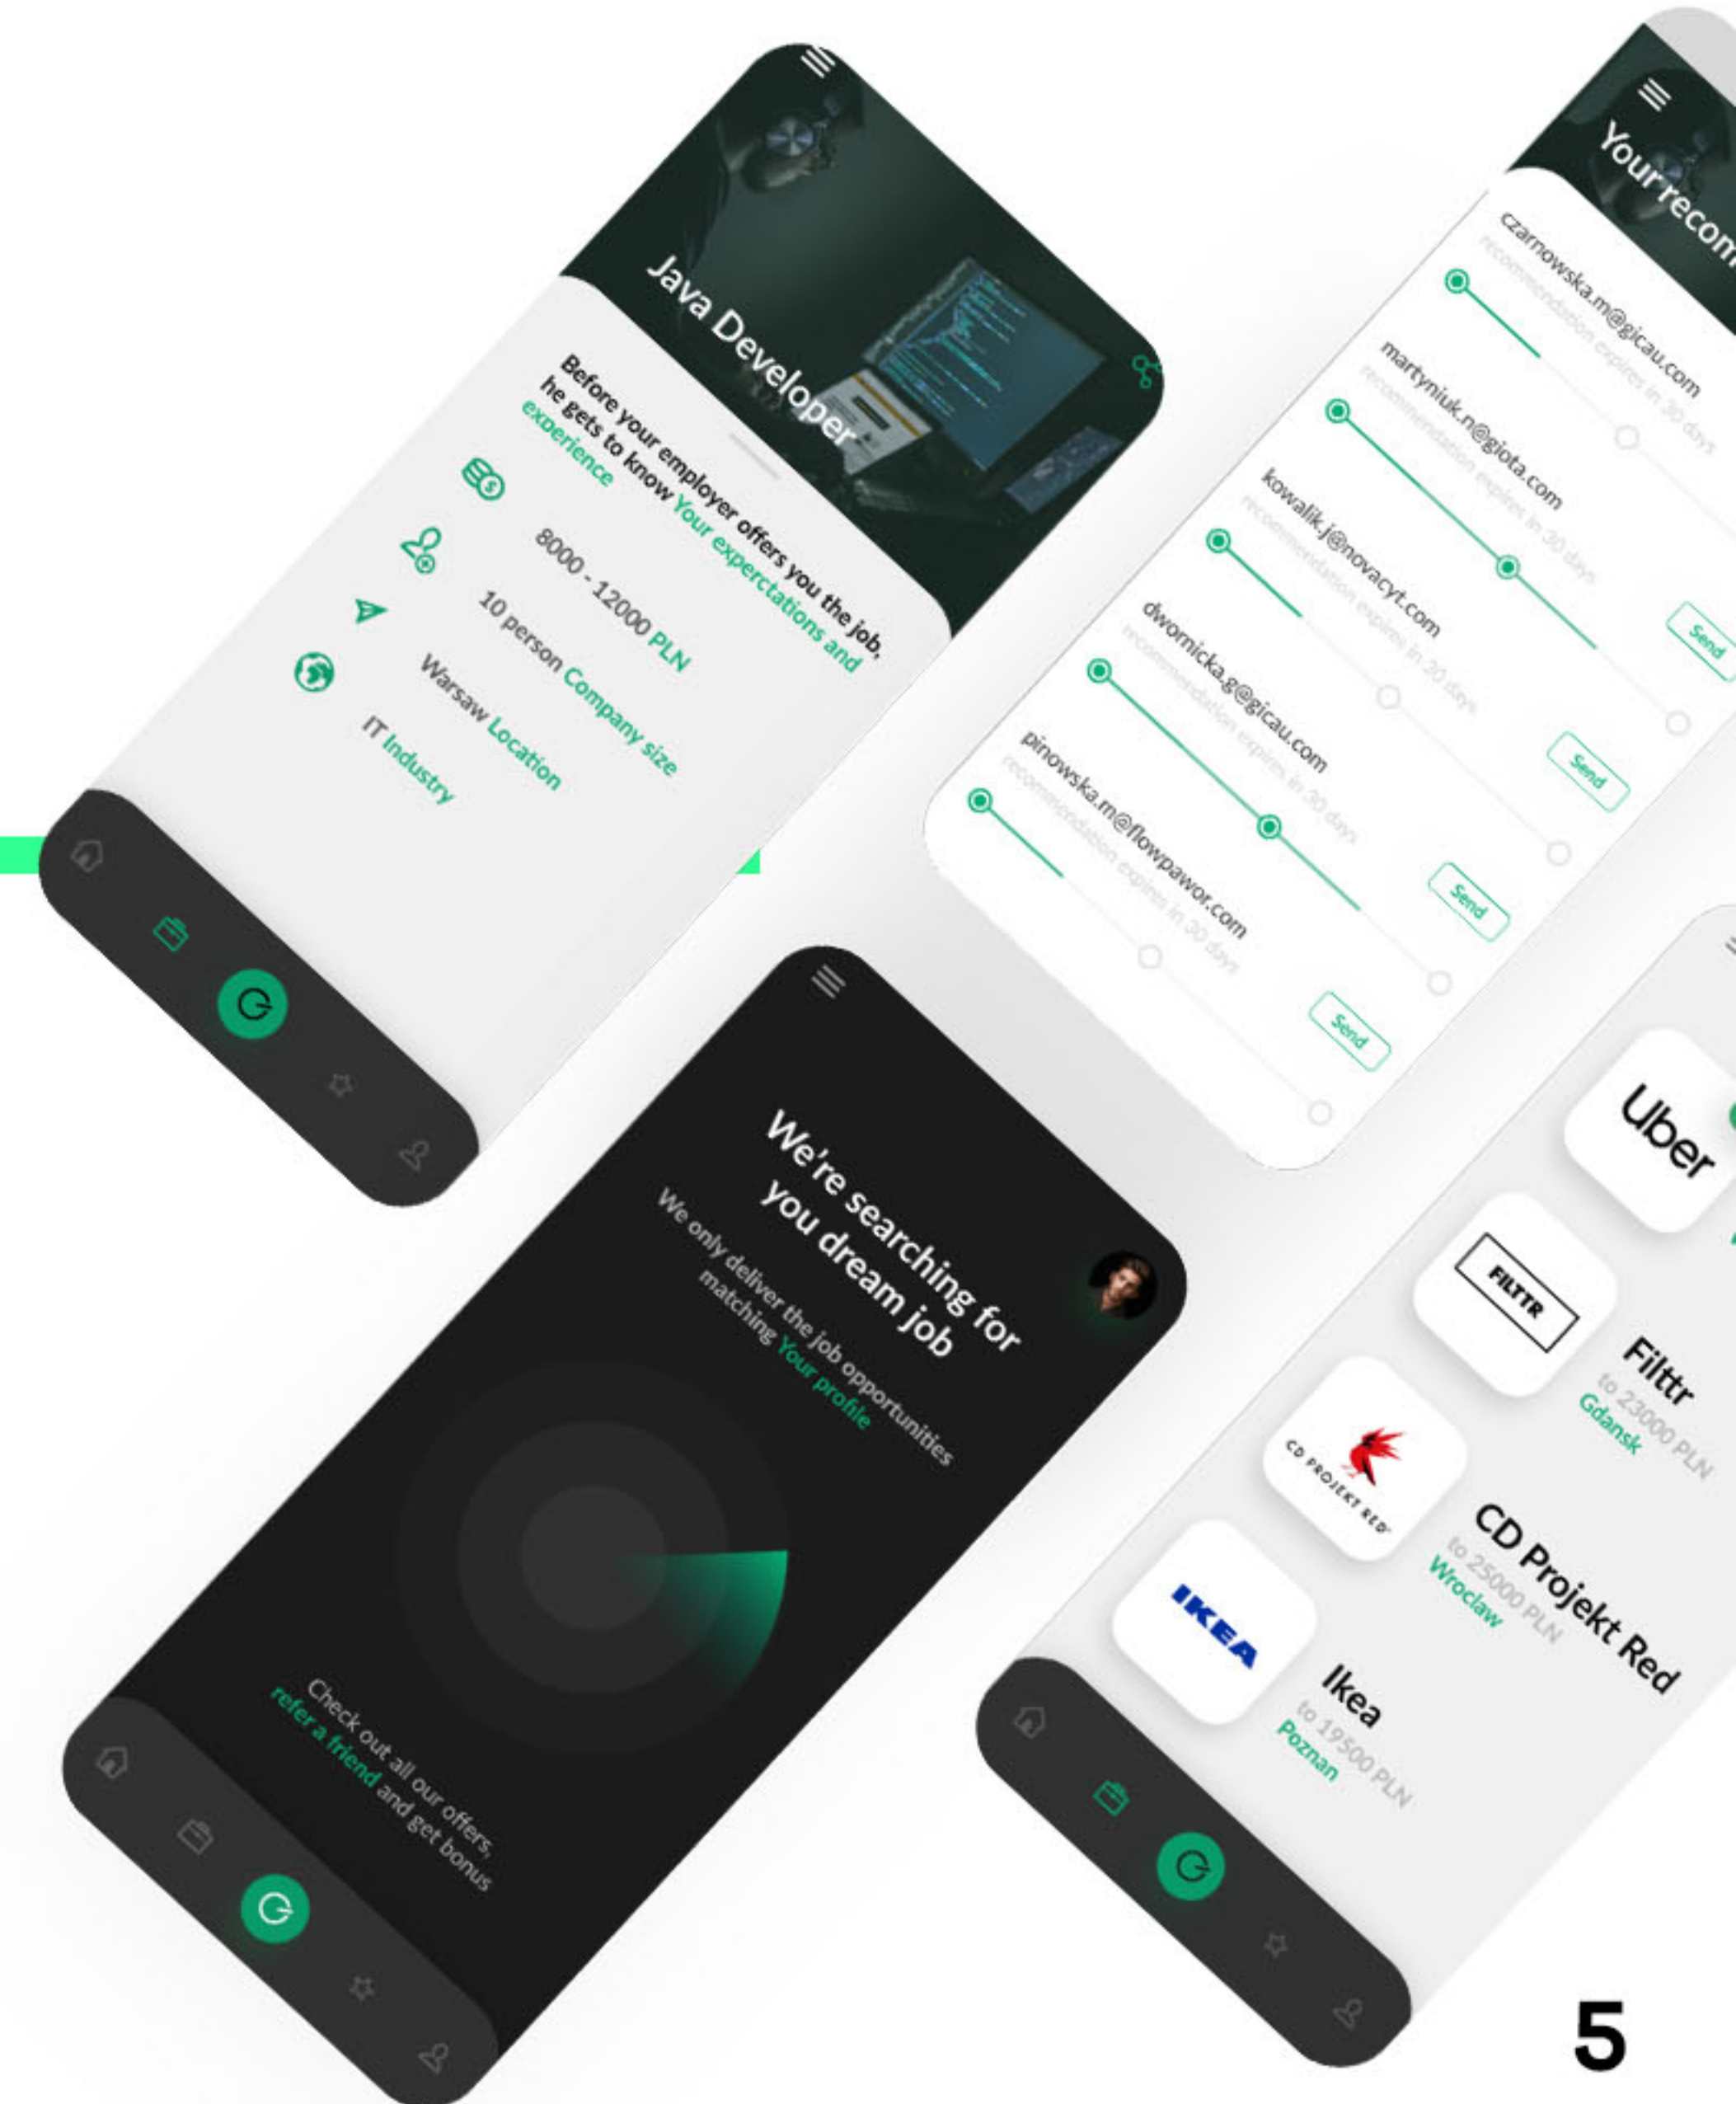 Java Developer
Before your employer offers you the job,
he gets to know Your experctations and
experience
8000 - 12000 PLN
10 person Company size
Warsaw Location
IT Industry
czarnowska.m@gicau.com
recommendation expires in 30 days
martyniuk.n@giota.com
recommendation expires in 30 days
Send
kowalik.j@novacyt.com
recommendation expires in 30 days
Send
dwornicka.g@gicau.com
recommendation expires in 30 days
Send
pinowska.m@flowpawor.com
recommendation expires in 30 days
Send
We're searching for
you dream job
We only deliver the job opportunities
matching Your profile
Check out all our offers,
refer a friend and get bonus
Uber
FILTTR
Filttr
to 23000 PLN
Gdansk
CD PROJEKT RED
CD Projekt Red
to 25000 PLN
Wroclaw
IKEA
Ikea
to 19500 PLN
Poznan
5